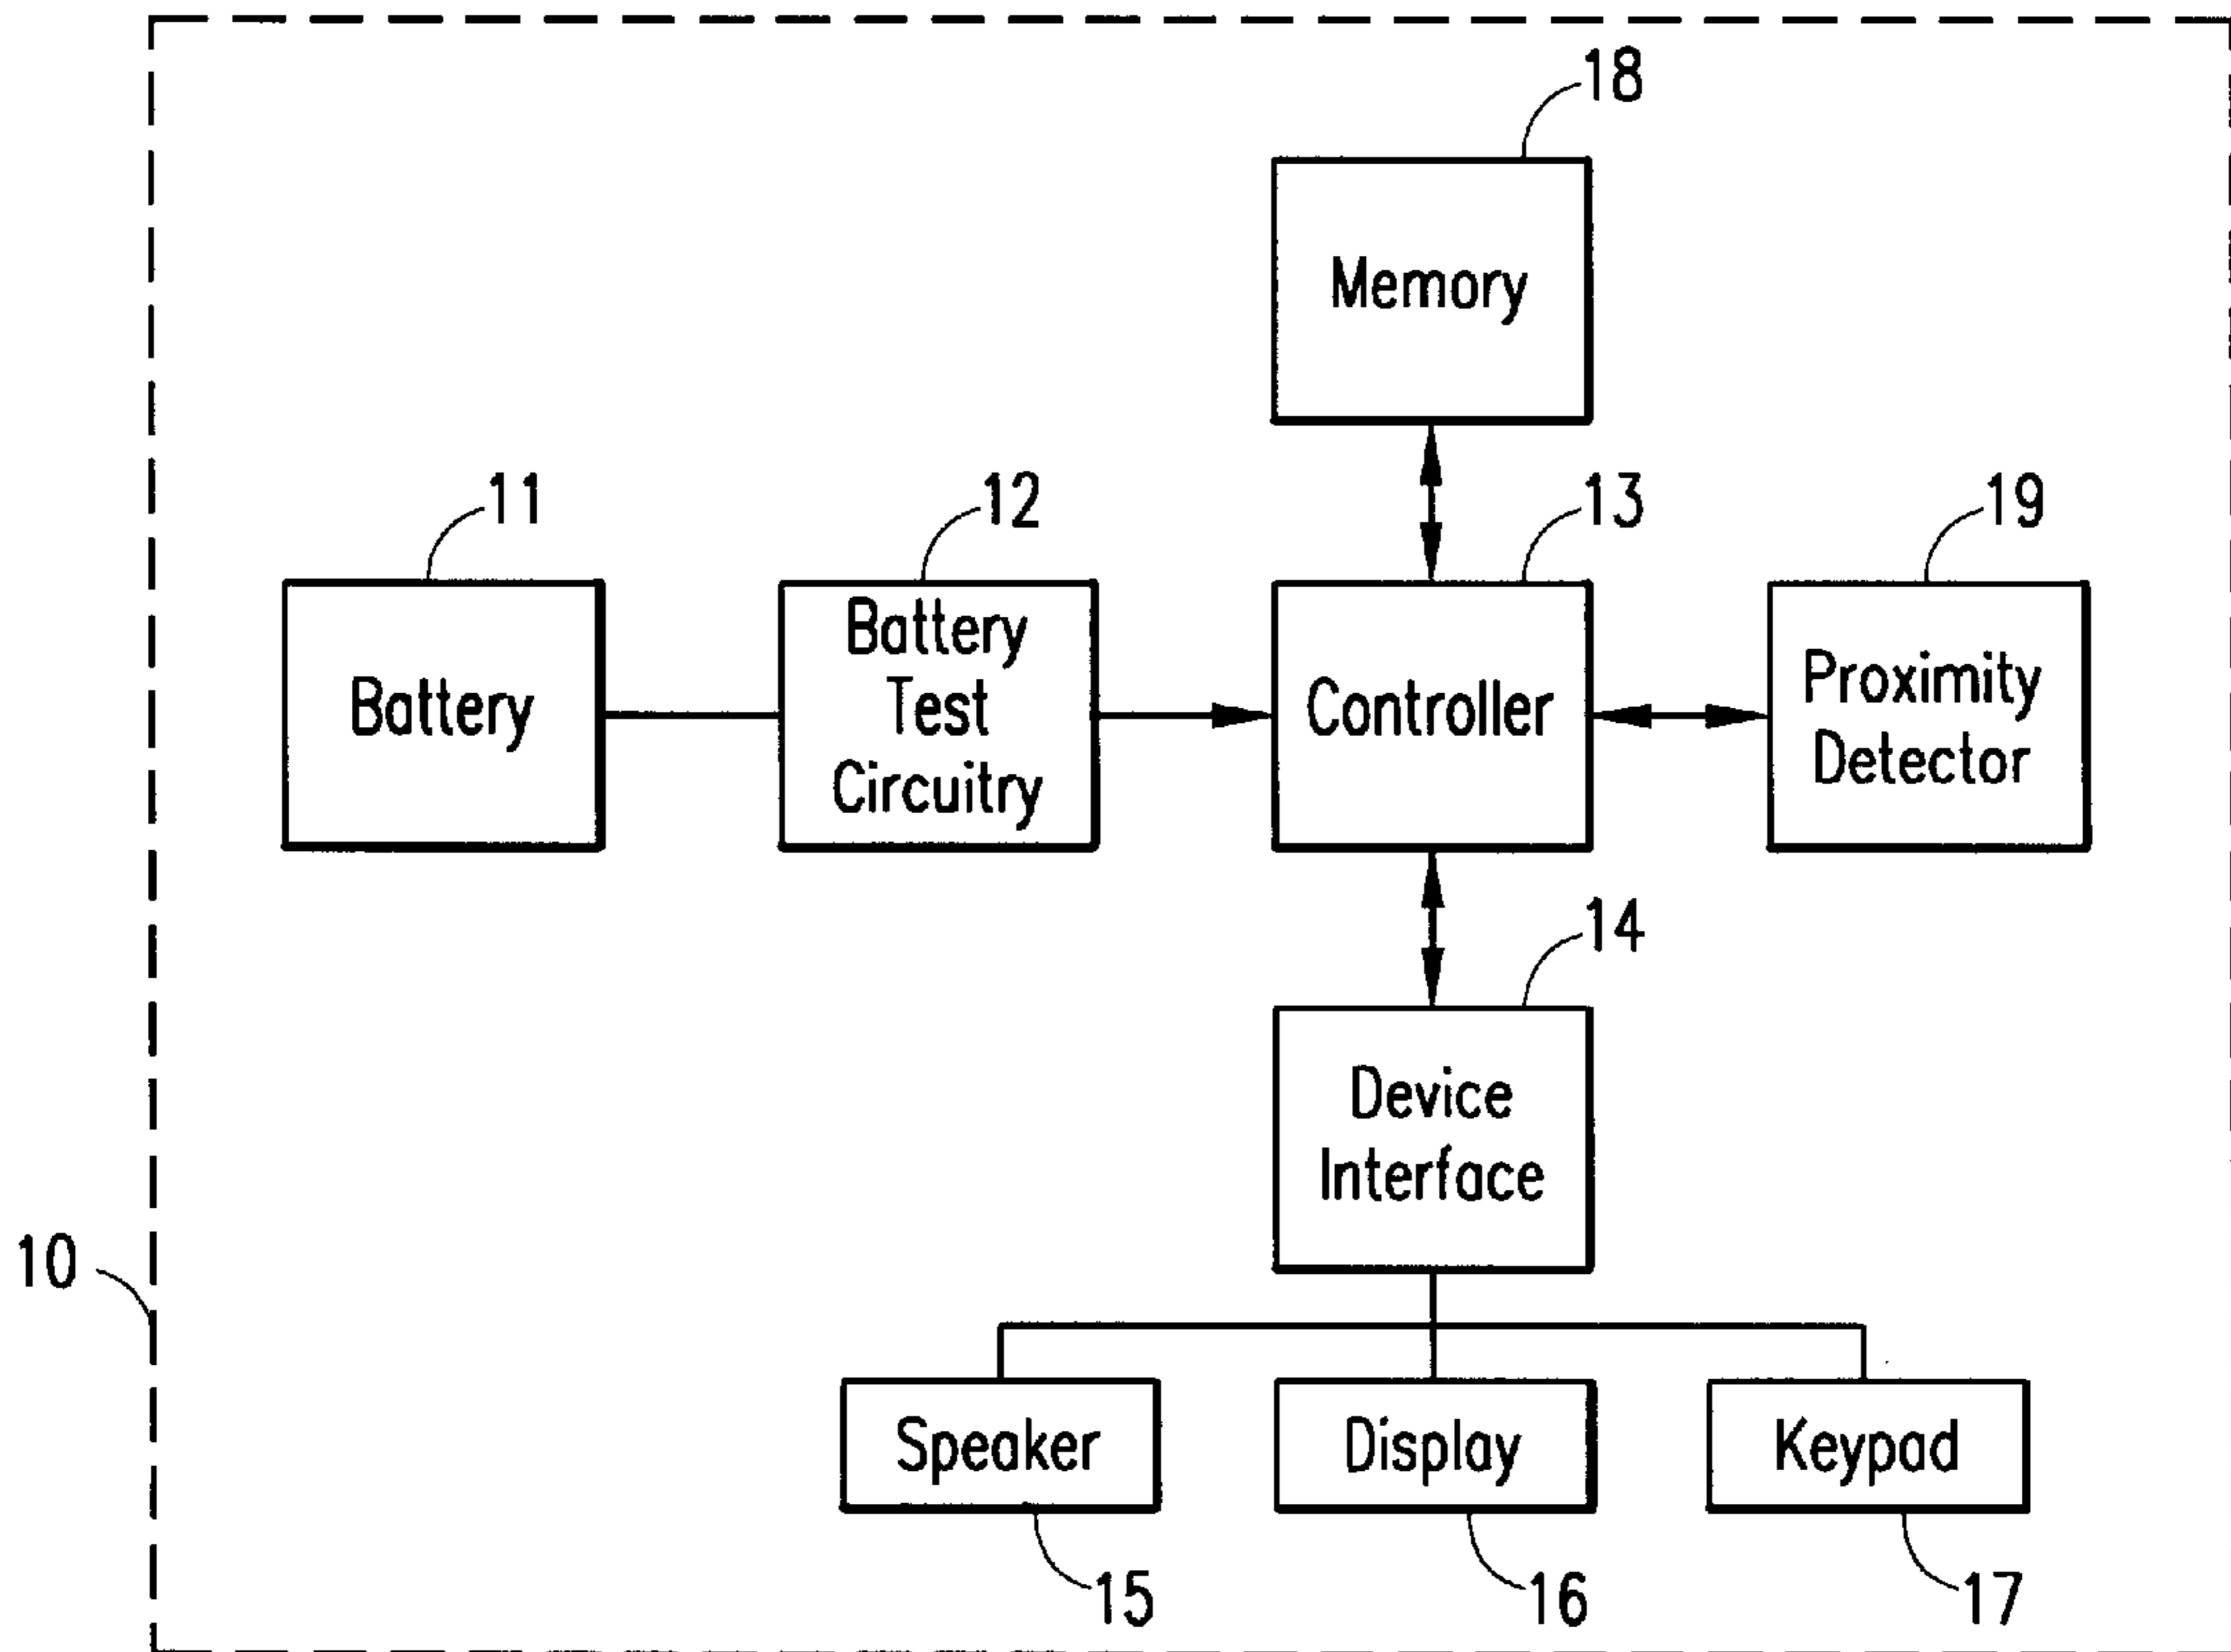 18
Memory
11
12
13
19
Battery
Battery
Test
Circuitry
Controller
Proximity
Detector
14
Device
Interface
10
Speaker
Display
Keypad
15
16
17